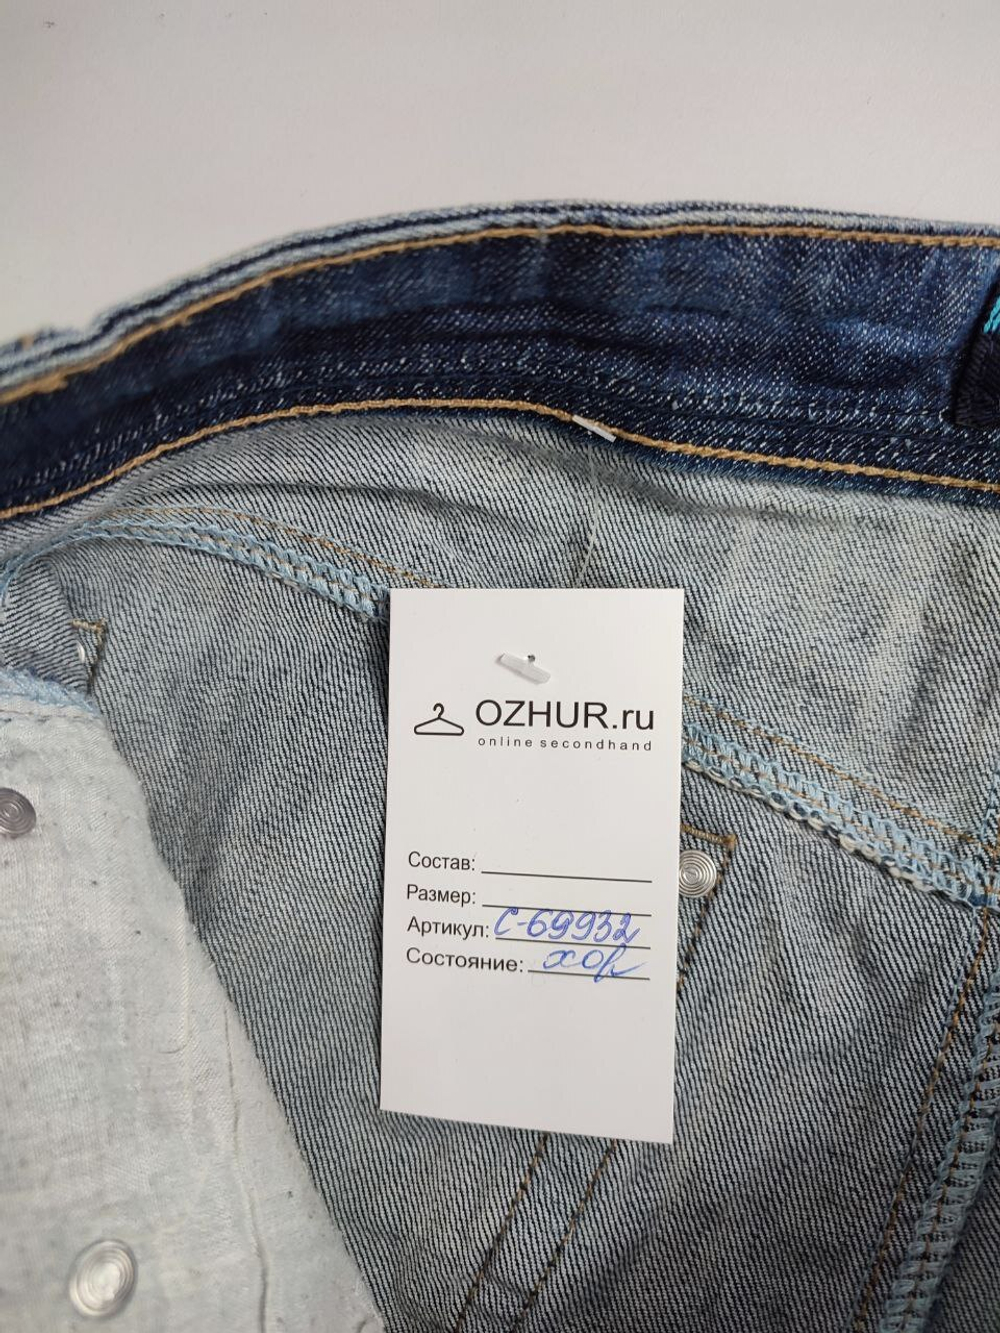 OZHUR.ru
online secondhand
Состав:
Размер:
Артикул: С-69932
Состояние: хор